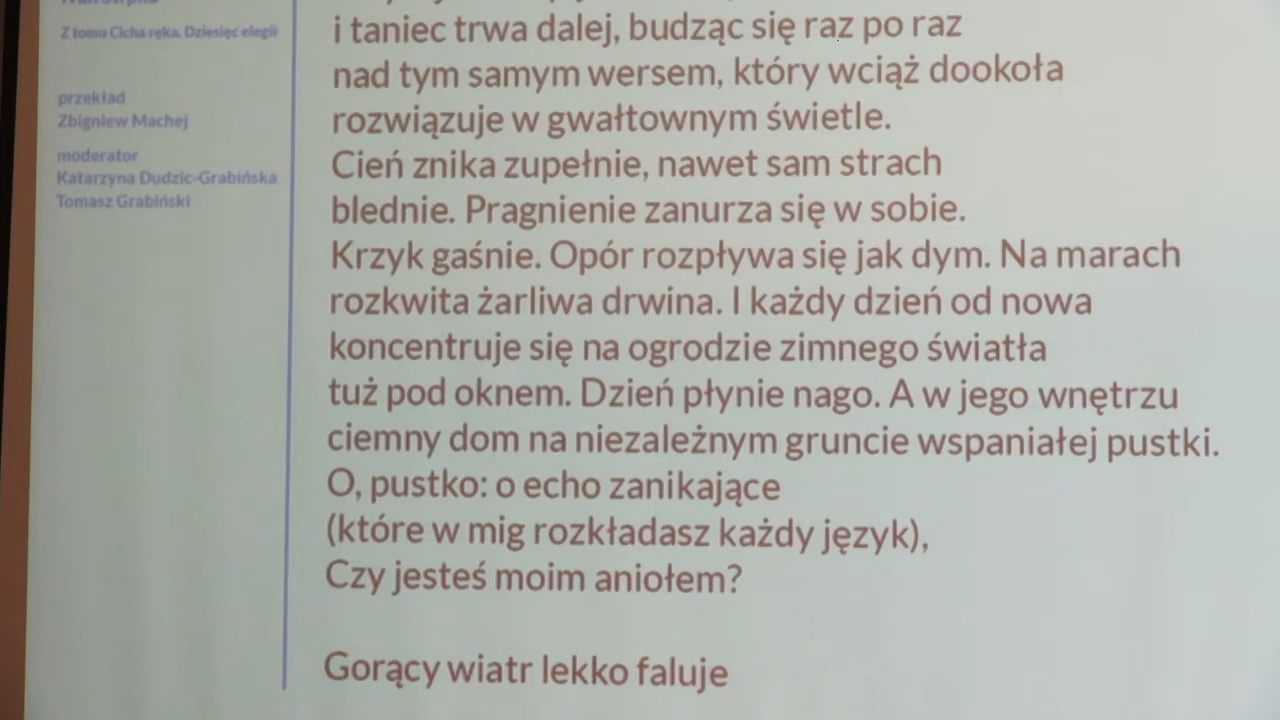 Z tomu Cicha ręka. Dziesięć elegii
przekład
Zbigniew Machej
moderator
Katarzyna Dudzic-Grabińska
Tomasz Grabiński
i taniec trwa dalej, budząc się raz po raz
nad tym samym wersem, który wciąż dookoła
rozwiązuje w gwałtownym świetle.
Cień znika zupełnie, nawet sam strach
blednie. Pragnienie zanurza się w sobie.
Krzyk gaśnie. Opór rozpływa się jak dym. Na marach
rozkwita żarliwa drwina. I każdy dzień od nowa
koncentruje się na ogrodzie zimnego światła
tuż pod oknem. Dzień płynie nago. A w jego wnętrzu
ciemny dom na niezależnym gruncie wspaniałej pustki.
O, pustko: o echo zanikające
(które w mig rozkładasz każdy język),
Czy jesteś moim aniołem?
Gorący wiatr lekko faluje